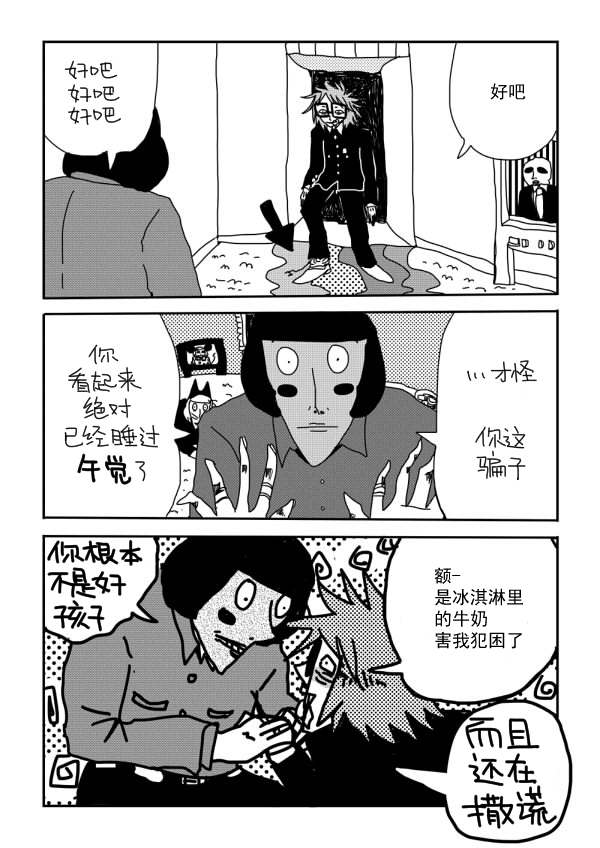 好吧
好吧
好吧
好吧
…才怪
你这
骗子
你
看起来
绝对
已经睡过
午觉了
额-
是冰淇淋里
的牛奶
害我犯困了
你根本
不是好
孩子
而且
还在
撒谎